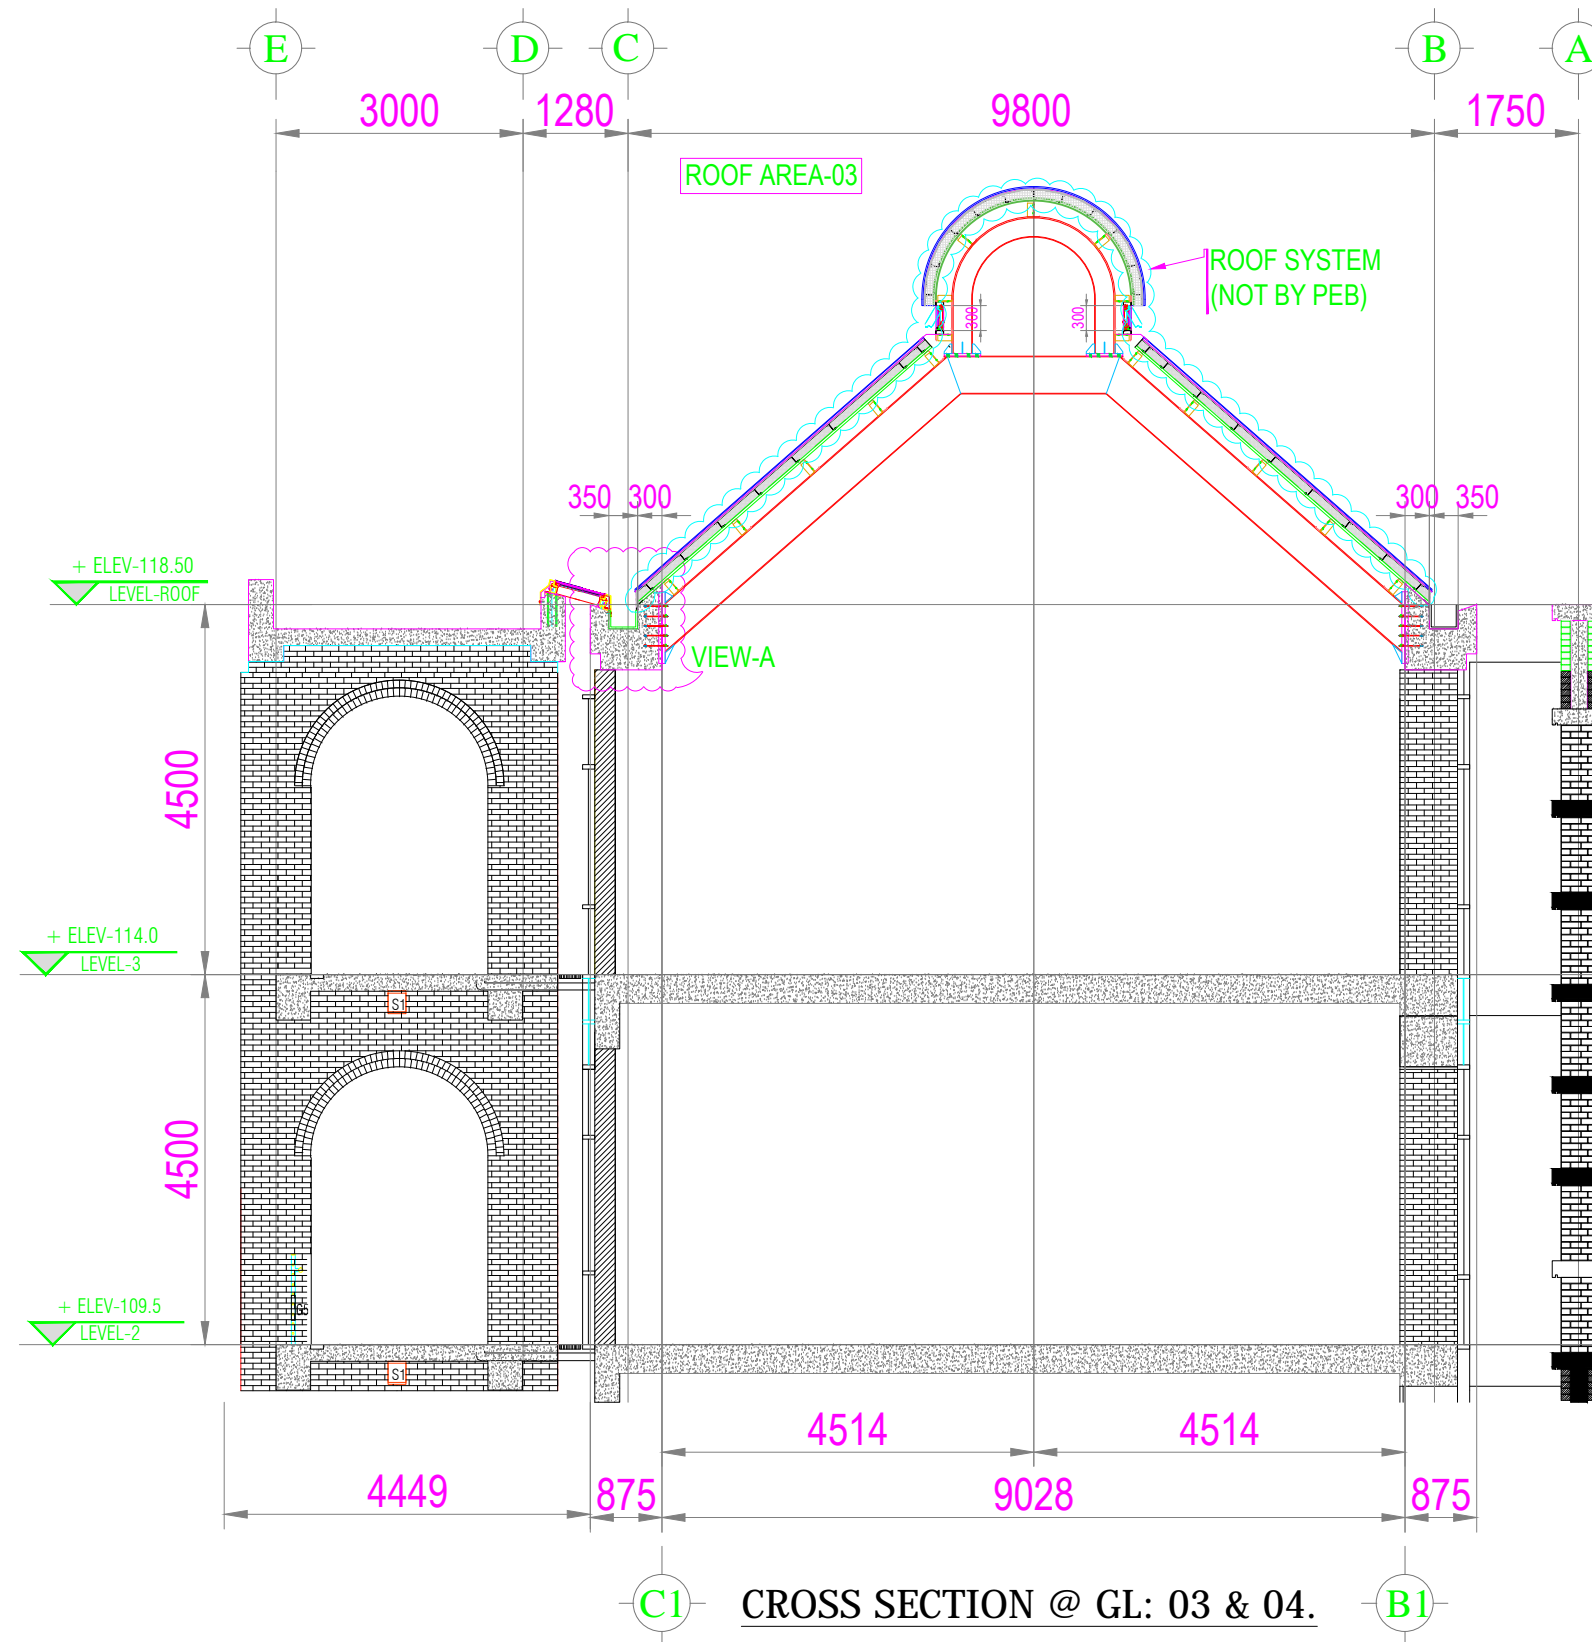 E
D
C
B
A
3000
1280
9800
1750
ROOF AREA-03
ROOF SYSTEM
(NOT BY PEB)
300
300
350
300
300
350
+ ELEV-118.50
LEVEL-ROOF
VIEW-A
4500
+ ELEV-114.0
LEVEL-3
S1
4500
+ ELEV-109.5
LEVEL-2
S1
4514
4514
4449
875
9028
875
C1
CROSS SECTION @ GL: 03 & 04.
B1